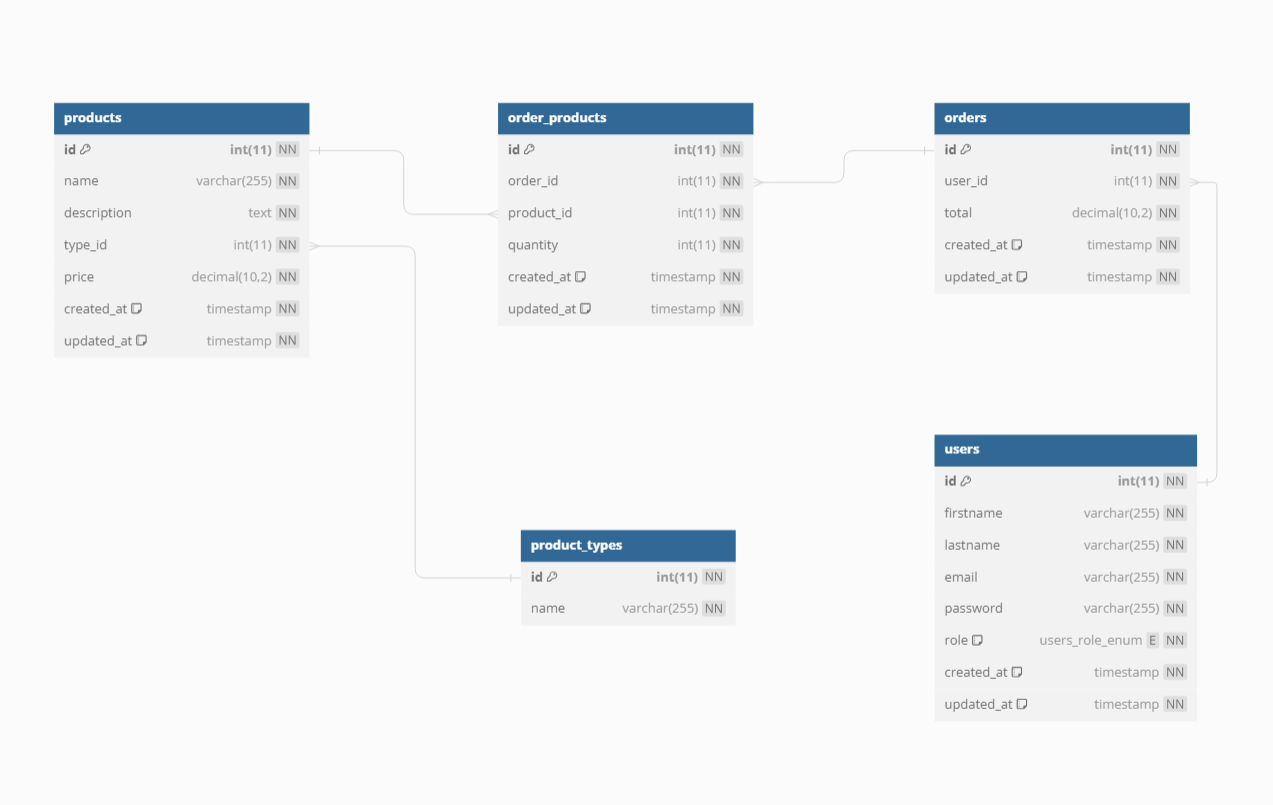 products
id int(11) NN
name varchar(255) NN
description text NN
type_id int(11) NN
price decimal(10,2) NN
created_at timestamp NN
updated_at timestamp NN
order_products
id int(11) NN
order_id int(11) NN
product_id int(11) NN
quantity int(11) NN
created_at timestamp NN
updated_at timestamp NN
orders
id int(11) NN
user_id int(11) NN
total decimal(10,2) NN
created_at timestamp NN
updated_at timestamp NN
product_types
id int(11) NN
name varchar(255) NN
users
id int(11) NN
firstname varchar(255) NN
lastname varchar(255) NN
email varchar(255) NN
password varchar(255) NN
role users_role_enum E NN
created_at timestamp NN
updated_at timestamp NN